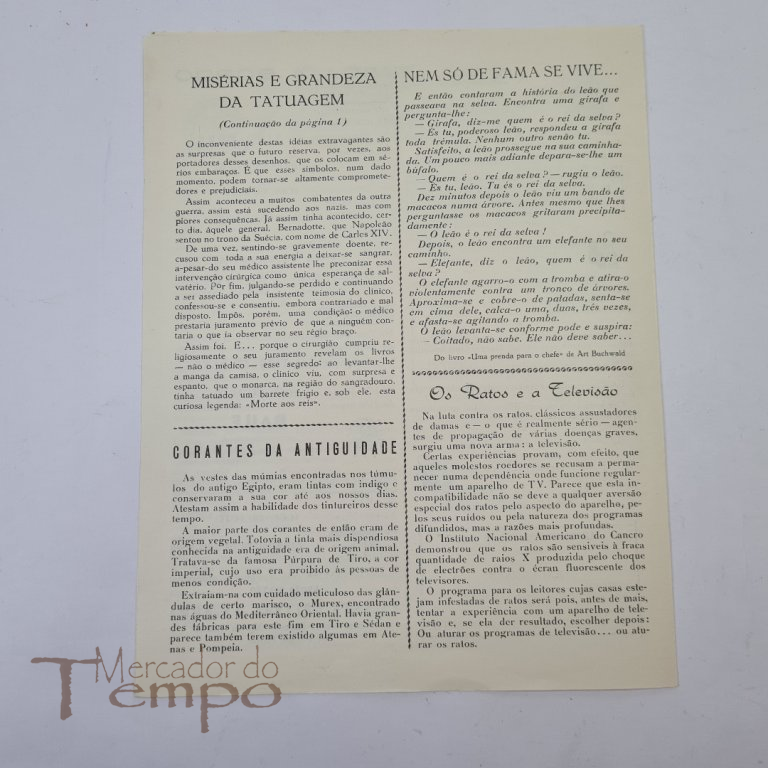 MISÉRIAS E GRANDEZA
DA TATUAGEM
(Continuação da página 1)
O inconveniente destas idéias extravagantes são
as surpresas que o futuro reserva, por vezes, aos
portadores desses desenhos, que os colocam em sé-
rios embaraços. É que esses símbolos, num dado
momento, podem tornar-se altamente compromete-
dores e prejudiciais.
Assim aconteceu a muitos combatentes da outra
guerra, assim está sucedendo aos nazis, mas com
piores consequências. Já assim tinha acontecido, cer-
to dia, àquele general, Bernadotte, que Napoleão
sentou no trono da Suécia, com nome de Carles XIV.
De uma vez, sentindo-se gravemente doente, re-
cusou com toda a sua energia a deixar-se sangrar,
a-pesar-do seu médico assistente lhe preconizar essa
intervenção cirúrgica como única esperança de sal-
vatério. Por fim, julgando-se perdido e continuando
a ser assediado pela insistente teimosia do clínico,
confessou-se e consentiu, embora contrariado e mal
disposto. Impôs, porém, uma condição: o médico
prestaria juramento prévio de que a ninguém con-
taria o que ia observar no seu régio braço.
Assim foi. E... porque o cirurgião cumpriu re-
ligiosamente o seu juramento revelam os livros
— não o médico — esse segredo: ao levantar-lhe
a manga da camisa, o clínico viu, com surpresa e
espanto, que o monarca, na região do sangradouro,
tinha tatuado um barrete frígio e, sob ele, esta
curiosa legenda: «Morte aos reis».
CORANTES DA ANTIGUIDADE
As vestes das múmias encontradas nos túmu-
los do antigo Egipto, eram tintas com indigo e
conservaram a sua cor até aos nossos dias.
Atestam assim a habilidade dos tintureiros desse
tempo.
A maior parte dos corantes de então eram de
origem vegetal. Totovia a tinta mais dispendiosa
conhecida na antiguidade era de origem animal.
Tratava-se da famosa Púrpura de Tiro, a cor
imperial, cujo uso era proibido às pessoas de
menos condição.
Extraiam-na com cuidado meticuloso das glân-
dulas de certo marisco, o Murex, encontrado
nas águas do Mediterrâneo Oriental. Havia gran-
des fábricas para este fim em Tiro e Sédan e
parece também terem existido algumas em Ate-
nas e Pompeia.
NEM SÓ DE FAMA SE VIVE...
E então contaram a história do leão que
passeava na selva. Encontra uma girafa e
pergunta-lhe:
— Girafa, diz-me quem é o rei da selva?
— És tu, poderoso leão, respondeu a girafa
toda trémula. Nenhum outro senão tu.
Satisfeito, a leão prossegue na sua caminha-
da. Um pouco mais adiante depara-se-lhe um
búfalo.
— Quem é o rei da selva? — rugiu o leão.
— És tu, leão. Tu és o rei da selva.
Dez minutos depois o leão viu um bando de
macacos numa árvore. Antes mesmo que lhes
perguntasse os macacos gritaram precipita-
damente:
— O leão é o rei da selva!
Depois, o leão encontra um elefante no seu
caminho.
— Elefante, diz o leão, quem é o rei da
selva?
O elefante agarra-o com a tromba e atira-o
violentamente contra um tronco de árvores.
Aproxima-se e cobre-o de patadas, senta-se
em cima dele, calca-o uma, duas, três vezes,
e afasta-se agitando a tromba.
O leão levanta-se conforme pode e suspira:
— Coitado, não sabe. Ele não deve saber...
Do livro «Uma prenda para o chefe» de Art Buchwald
Os Ratos e a Televisão
Na luta contra os ratos, clássicos assustadores
de damas e — o que é realmente sério — agen-
tes de propagação de várias doenças graves,
surgiu uma nova arma: a televisão.
Certas experiências provam, com efeito, que
aqueles molestos roedores se recusam a perma-
necer numa dependência onde funcione regular-
mente um aparelho de TV. Parece que esta in-
compatibilidade não se deve a qualquer aversão
especial dos ratos pelo aspecto do aparelho, pe-
los seus ruídos ou pela natureza dos programas
difundidos, mas a razões mais profundas.
O Instituto Nacional Americano do Cancro
demonstrou que os ratos são sensíveis à fraca
quantidade de raios X produzida pelo choque
de electrões contra o écran fluorescente dos
televisores.
O programa para os leitores cujas casas este-
jam infestadas de ratos será pois, antes de mais,
tentar a experiência com um aparelho de tele-
visão e, se ela der resultado, escolher depois:
Ou aturar os programas de televisão... ou atu-
rar os ratos.
Mercador do
Tempo